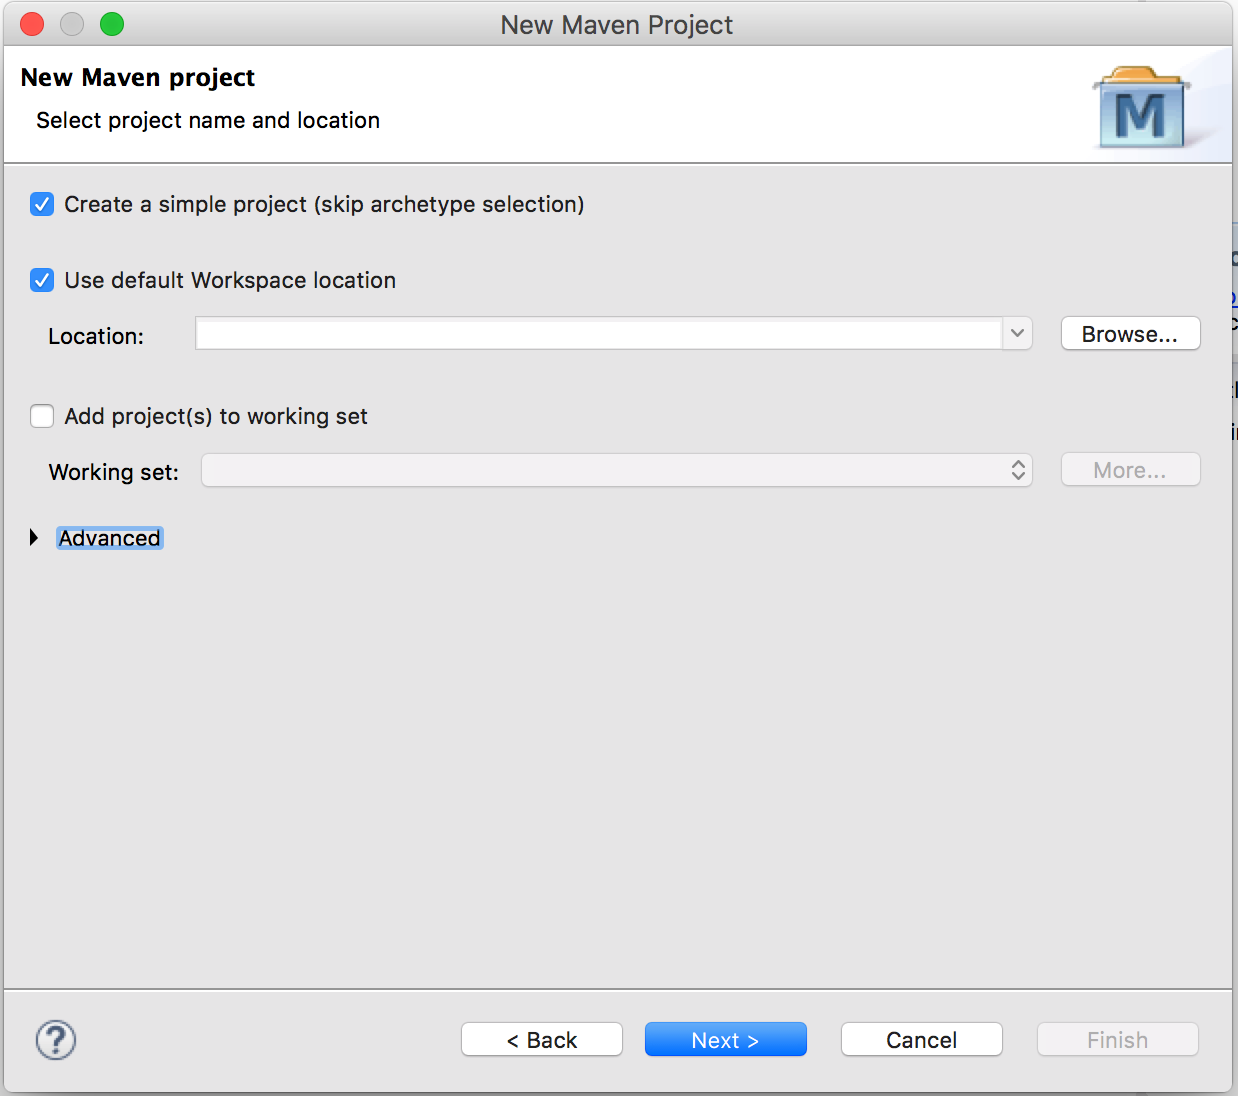 New Maven Project
New Maven project
Select project name and location
M
Create a simple project (skip archetype selection)
Use default Workspace location
Location:
Browse...
Add project(s) to working set
Working set:
More...
Advanced
?
< Back
Next >
Cancel
Finish